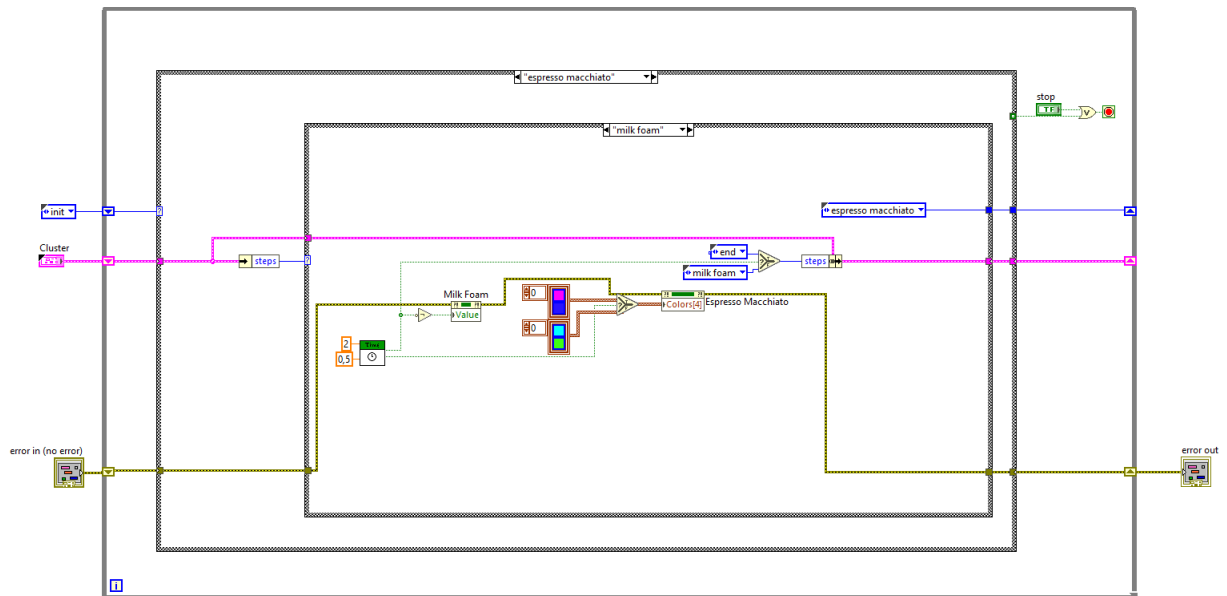 "espresso macchiato"
stop
TF
V
"milk foam"
init
?
espresso macchiato
Cluster
end
steps
?
steps
milk foam
Milk Foam
0
Value
Colors[4]
Espresso Macchiato
0
2
0,5
error in (no error)
error out
i